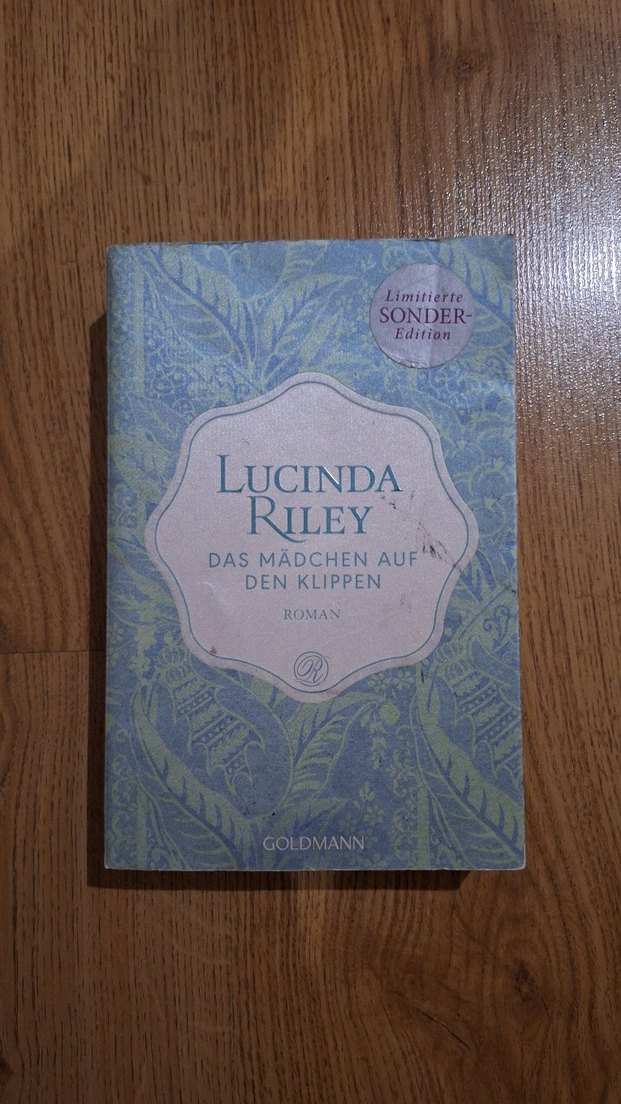 Limitierte
SONDER-
Edition
LUCINDA
RILEY
DAS MÄDCHEN AUF
DEN KLIPPEN
ROMAN
R
GOLDMANN